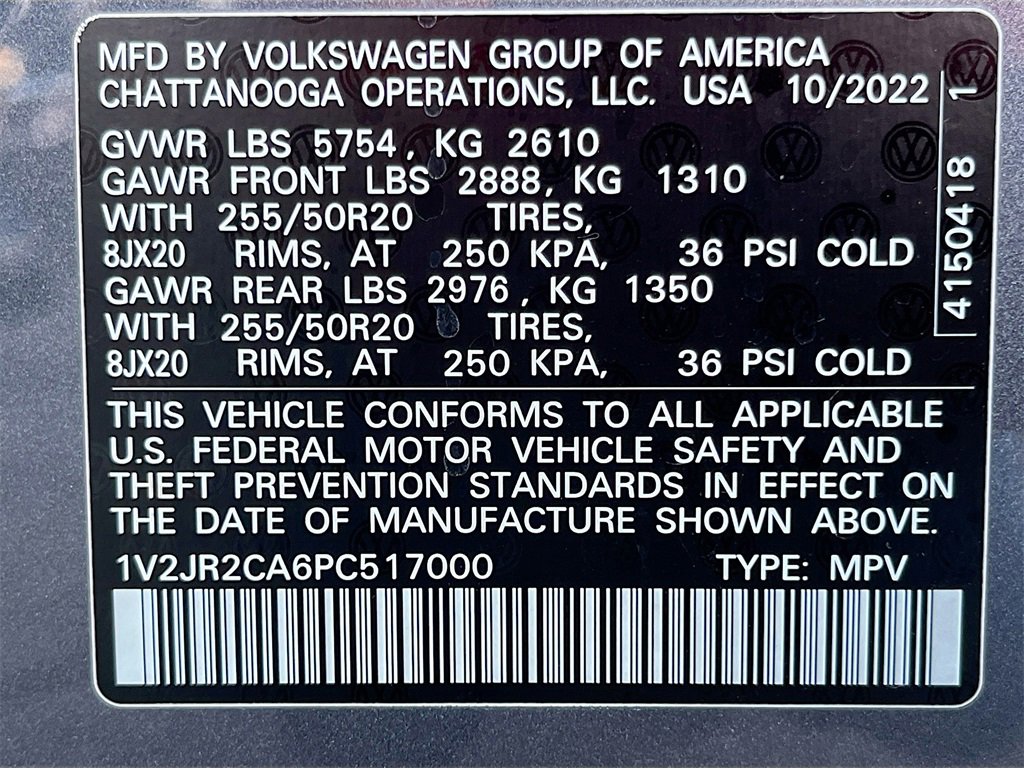 MFD BY VOLKSWAGEN GROUP OF AMERICA
CHATTANOOGA OPERATIONS, LLC. USA 10/2022
GVWR LBS 5754, KG 2610
GAWR FRONT LBS 2888, KG 1310
WITH 255/50R20 TIRES,
8JX20 RIMS, AT 250 KPA, 36 PSI COLD
GAWR REAR LBS 2976, KG 1350
WITH 255/50R20 TIRES,
8JX20 RIMS, AT 250 KPA, 36 PSI COLD
4150418 1
THIS VEHICLE CONFORMS TO ALL APPLICABLE
U.S. FEDERAL MOTOR VEHICLE SAFETY AND
THEFT PREVENTION STANDARDS IN EFFECT ON
THE DATE OF MANUFACTURE SHOWN ABOVE.
1V2JR2CA6PC517000 TYPE: MPV